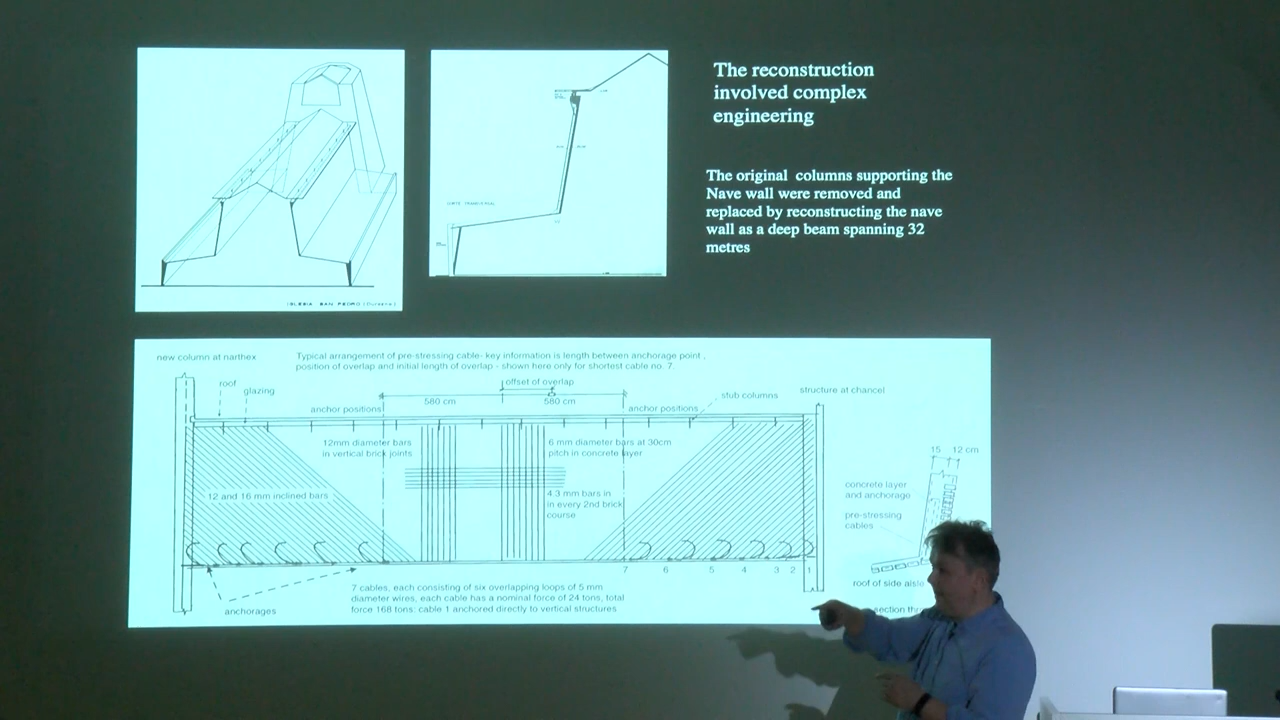 The reconstruction
involved complex
engineering
The original columns supporting the
Nave wall were removed and
replaced by reconstructing the nave
wall as a deep beam spanning 32
metres
IGLESIA SAN PEDRO (Durazno)
CORTE TRANSVERSAL
new column at narthex
Typical arrangement of pre-stressing cable- key information is length between anchorage point ,
position of overlap and initial length of overlap - shown here only for shortest cable no. 7.
roof
glazing
offset of overlap
580 cm
580 cm
anchor positions
anchor positions
stub columns
structure at chancel
12mm diameter bars
in vertical brick joints
6 mm diameter bars at 30cm
pitch in concrete layer
12 and 16 mm inclined bars
4.3 mm bars in
in every 2nd brick
course
15 12 cm
concrete layer
and anchorage
pre-stressing
cables
7 6 5 4 3 2 1
roof of side aisle
anchorages
7 cables, each consisting of six overlapping loops of 5 mm
diameter wires, each cable has a nominal force of 24 tons, total
force 168 tons: cable 1 anchored directly to vertical structures
section